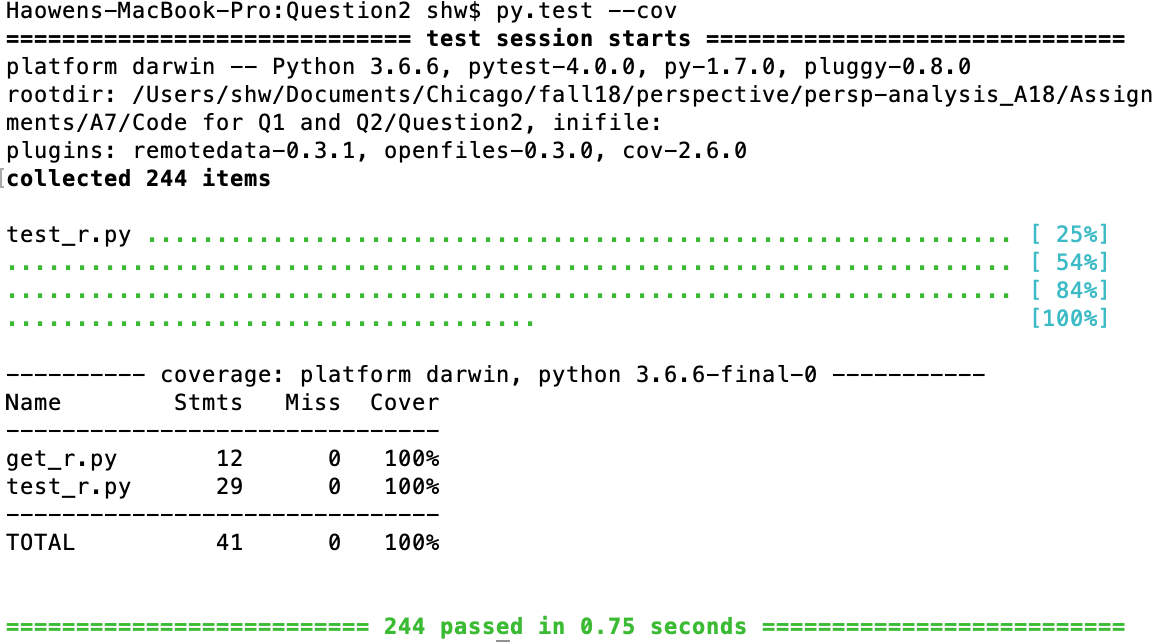 Haowens-MacBook-Pro:Question2 shw$ py.test --cov
============================= test session starts ==============================
platform darwin -- Python 3.6.6, pytest-4.0.0, py-1.7.0, pluggy-0.8.0
rootdir: /Users/shw/Documents/Chicago/fall18/perspective/persp-analysis_A18/Assign
ments/A7/Code for Q1 and Q2/Question2, inifile:
plugins: remotedata-0.3.1, openfiles-0.3.0, cov-2.6.0
[collected 244 items
test_r.py .............................................................. [ 25%]
........................................................................ [ 54%]
........................................................................ [ 84%]
...................................... [100%]
---------- coverage: platform darwin, python 3.6.6-final-0 -----------
Name        Stmts   Miss  Cover
-------------------------------
get_r.py       12      0   100%
test_r.py      29      0   100%
-------------------------------
TOTAL          41      0   100%
========================== 244 passed in 0.75 seconds ==========================